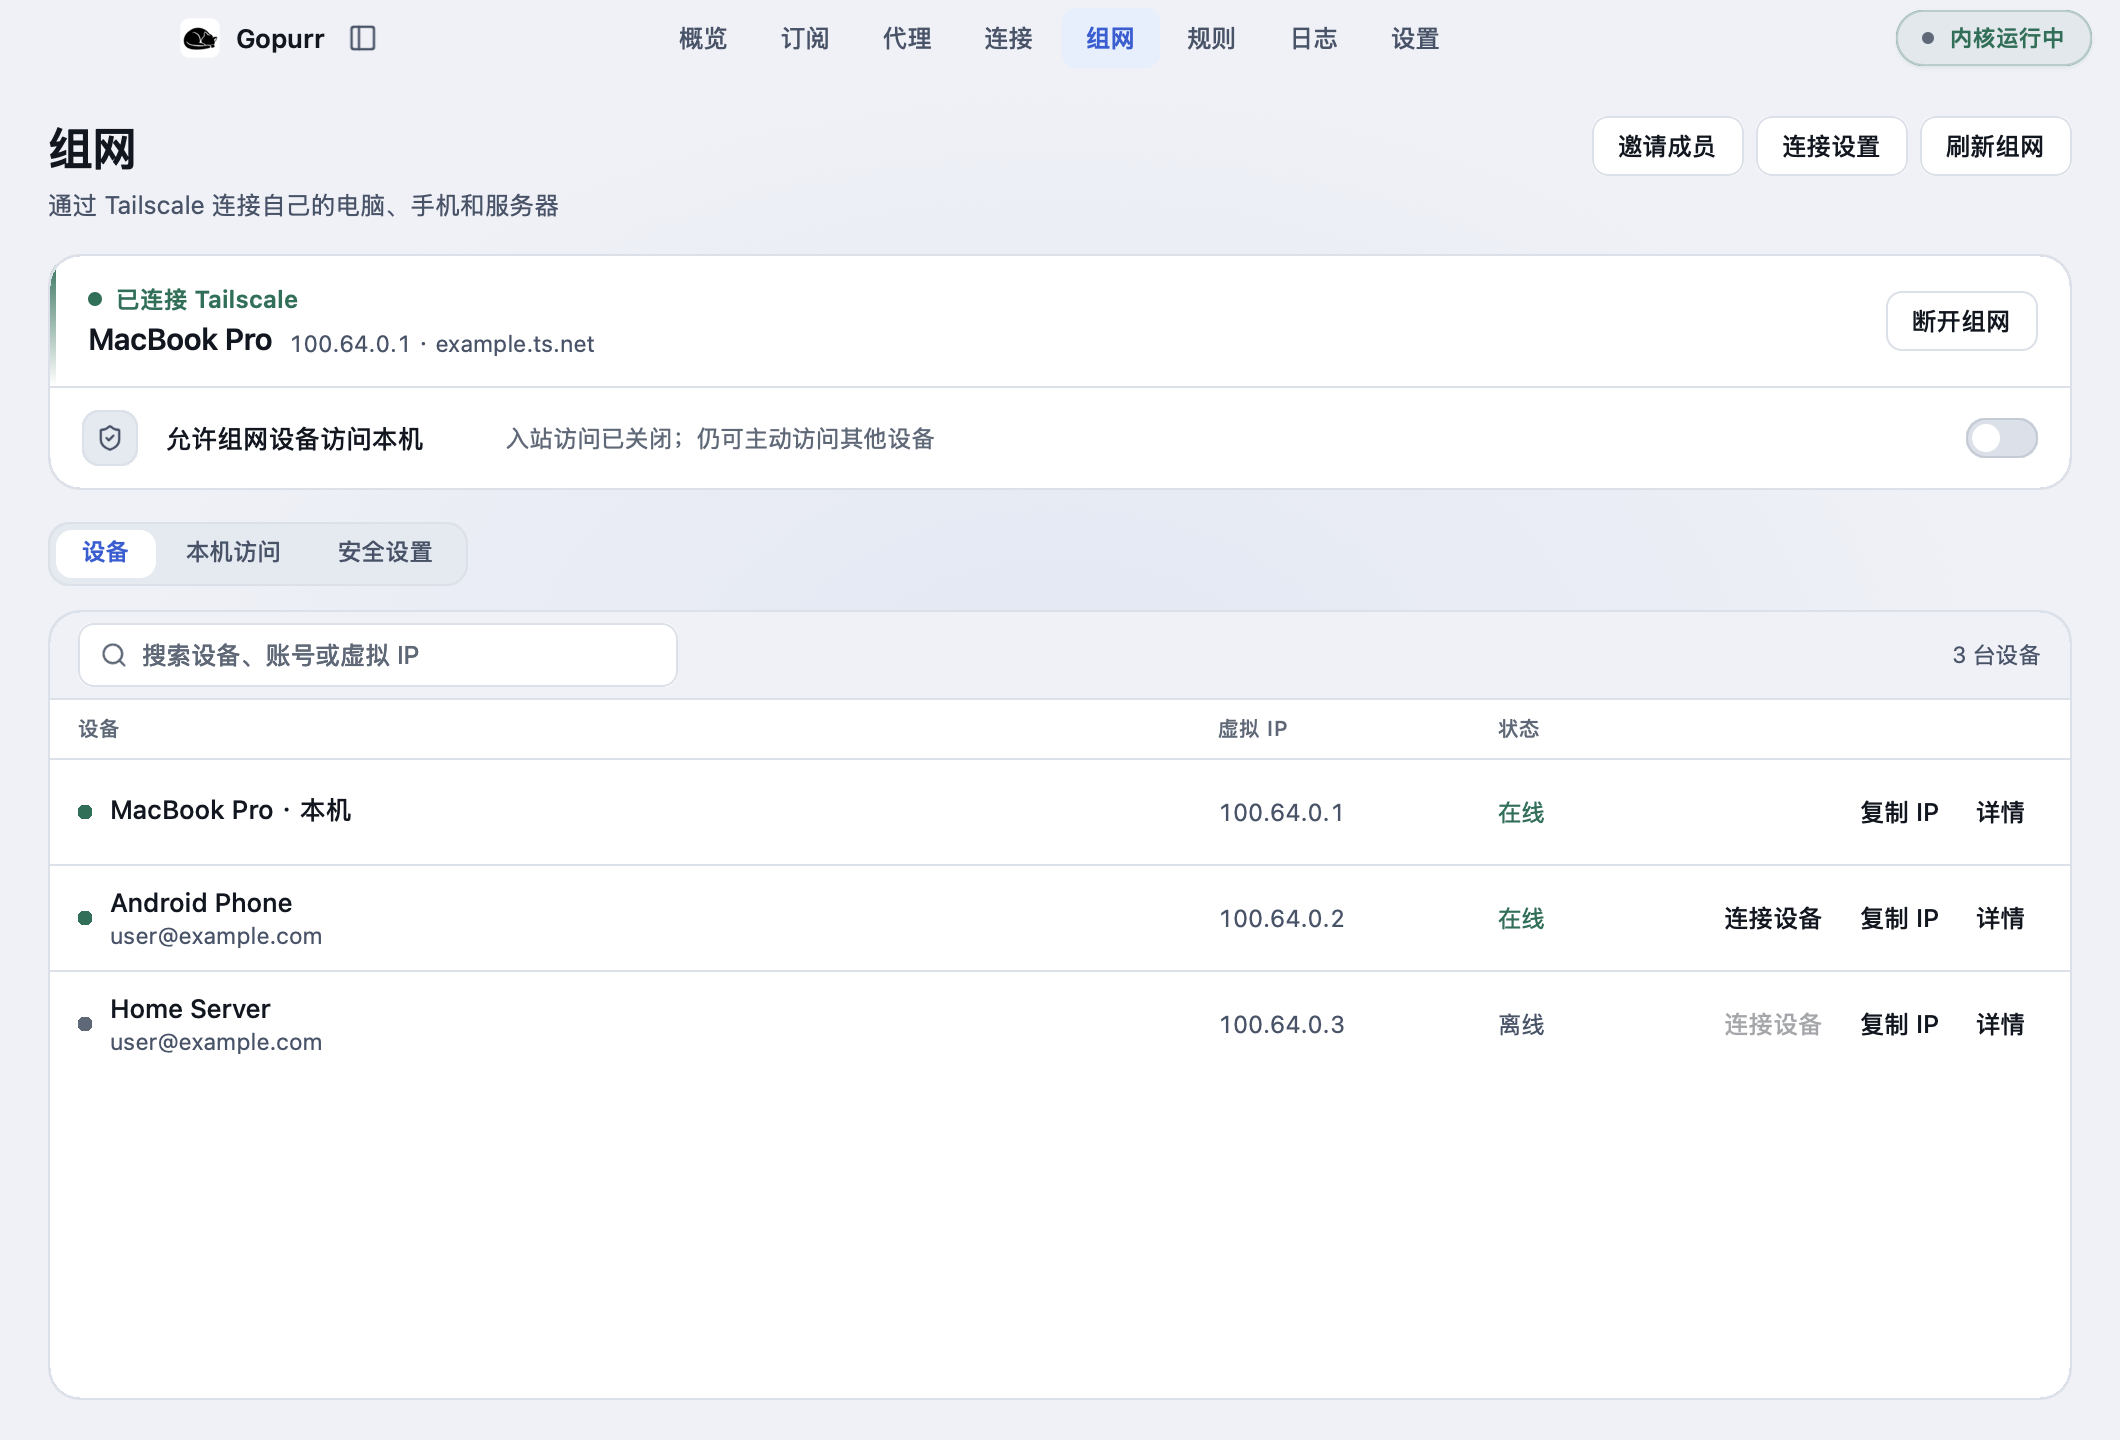 Gopurr
概览 订阅 代理 连接 组网 规则 日志 设置
内核运行中
组网
邀请成员 连接设置 刷新组网
通过 Tailscale 连接自己的电脑、手机和服务器
已连接 Tailscale
MacBook Pro 100.64.0.1 · example.ts.net
断开组网
允许组网设备访问本机 入站访问已关闭；仍可主动访问其他设备
设备 本机访问 安全设置
搜索设备、账号或虚拟 IP
3 台设备
设备 虚拟 IP 状态
MacBook Pro · 本机 100.64.0.1 在线 复制 IP 详情
Android Phone
user@example.com
100.64.0.2 在线 连接设备 复制 IP 详情
Home Server
user@example.com
100.64.0.3 离线 连接设备 复制 IP 详情